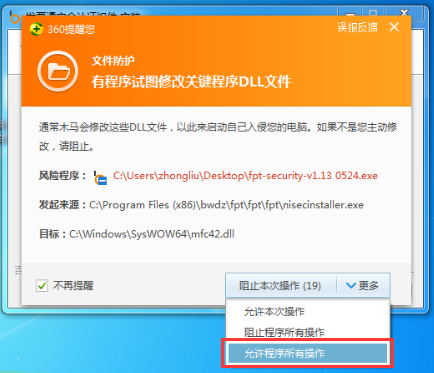 360提醒您
误报反馈
文件防护
有程序试图修改关键程序DLL文件
通常木马会修改这些DLL文件，以此来启动自己入侵您的电脑。如果不是您主动修
改，请阻止。
风险程序： C:\Users\zhongliu\Desktop\fpt-security-v1.13 0524.exe
发起来源：C:\Program Files (x86)\bwdz\fpt\fpt\fpt\nisecinstaller.exe
目标：C:\Windows\SysWOW64\mfc42.dll
不再提醒
阻止本次操作 (19)
更多
允许本次操作
阻止程序所有操作
允许程序所有操作